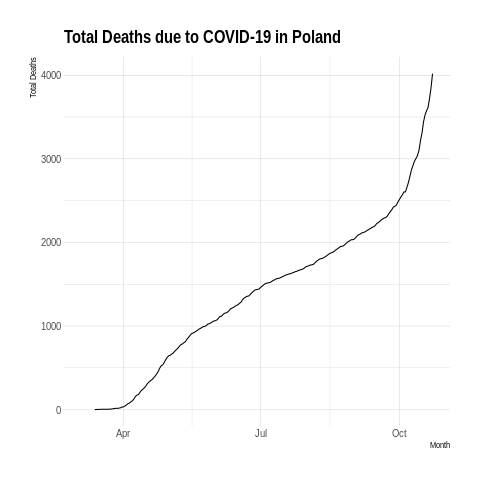 Total Deaths due to COVID-19 in Poland
Total Deaths
4000
3000
2000
1000
0
Apr Jul Oct
Month